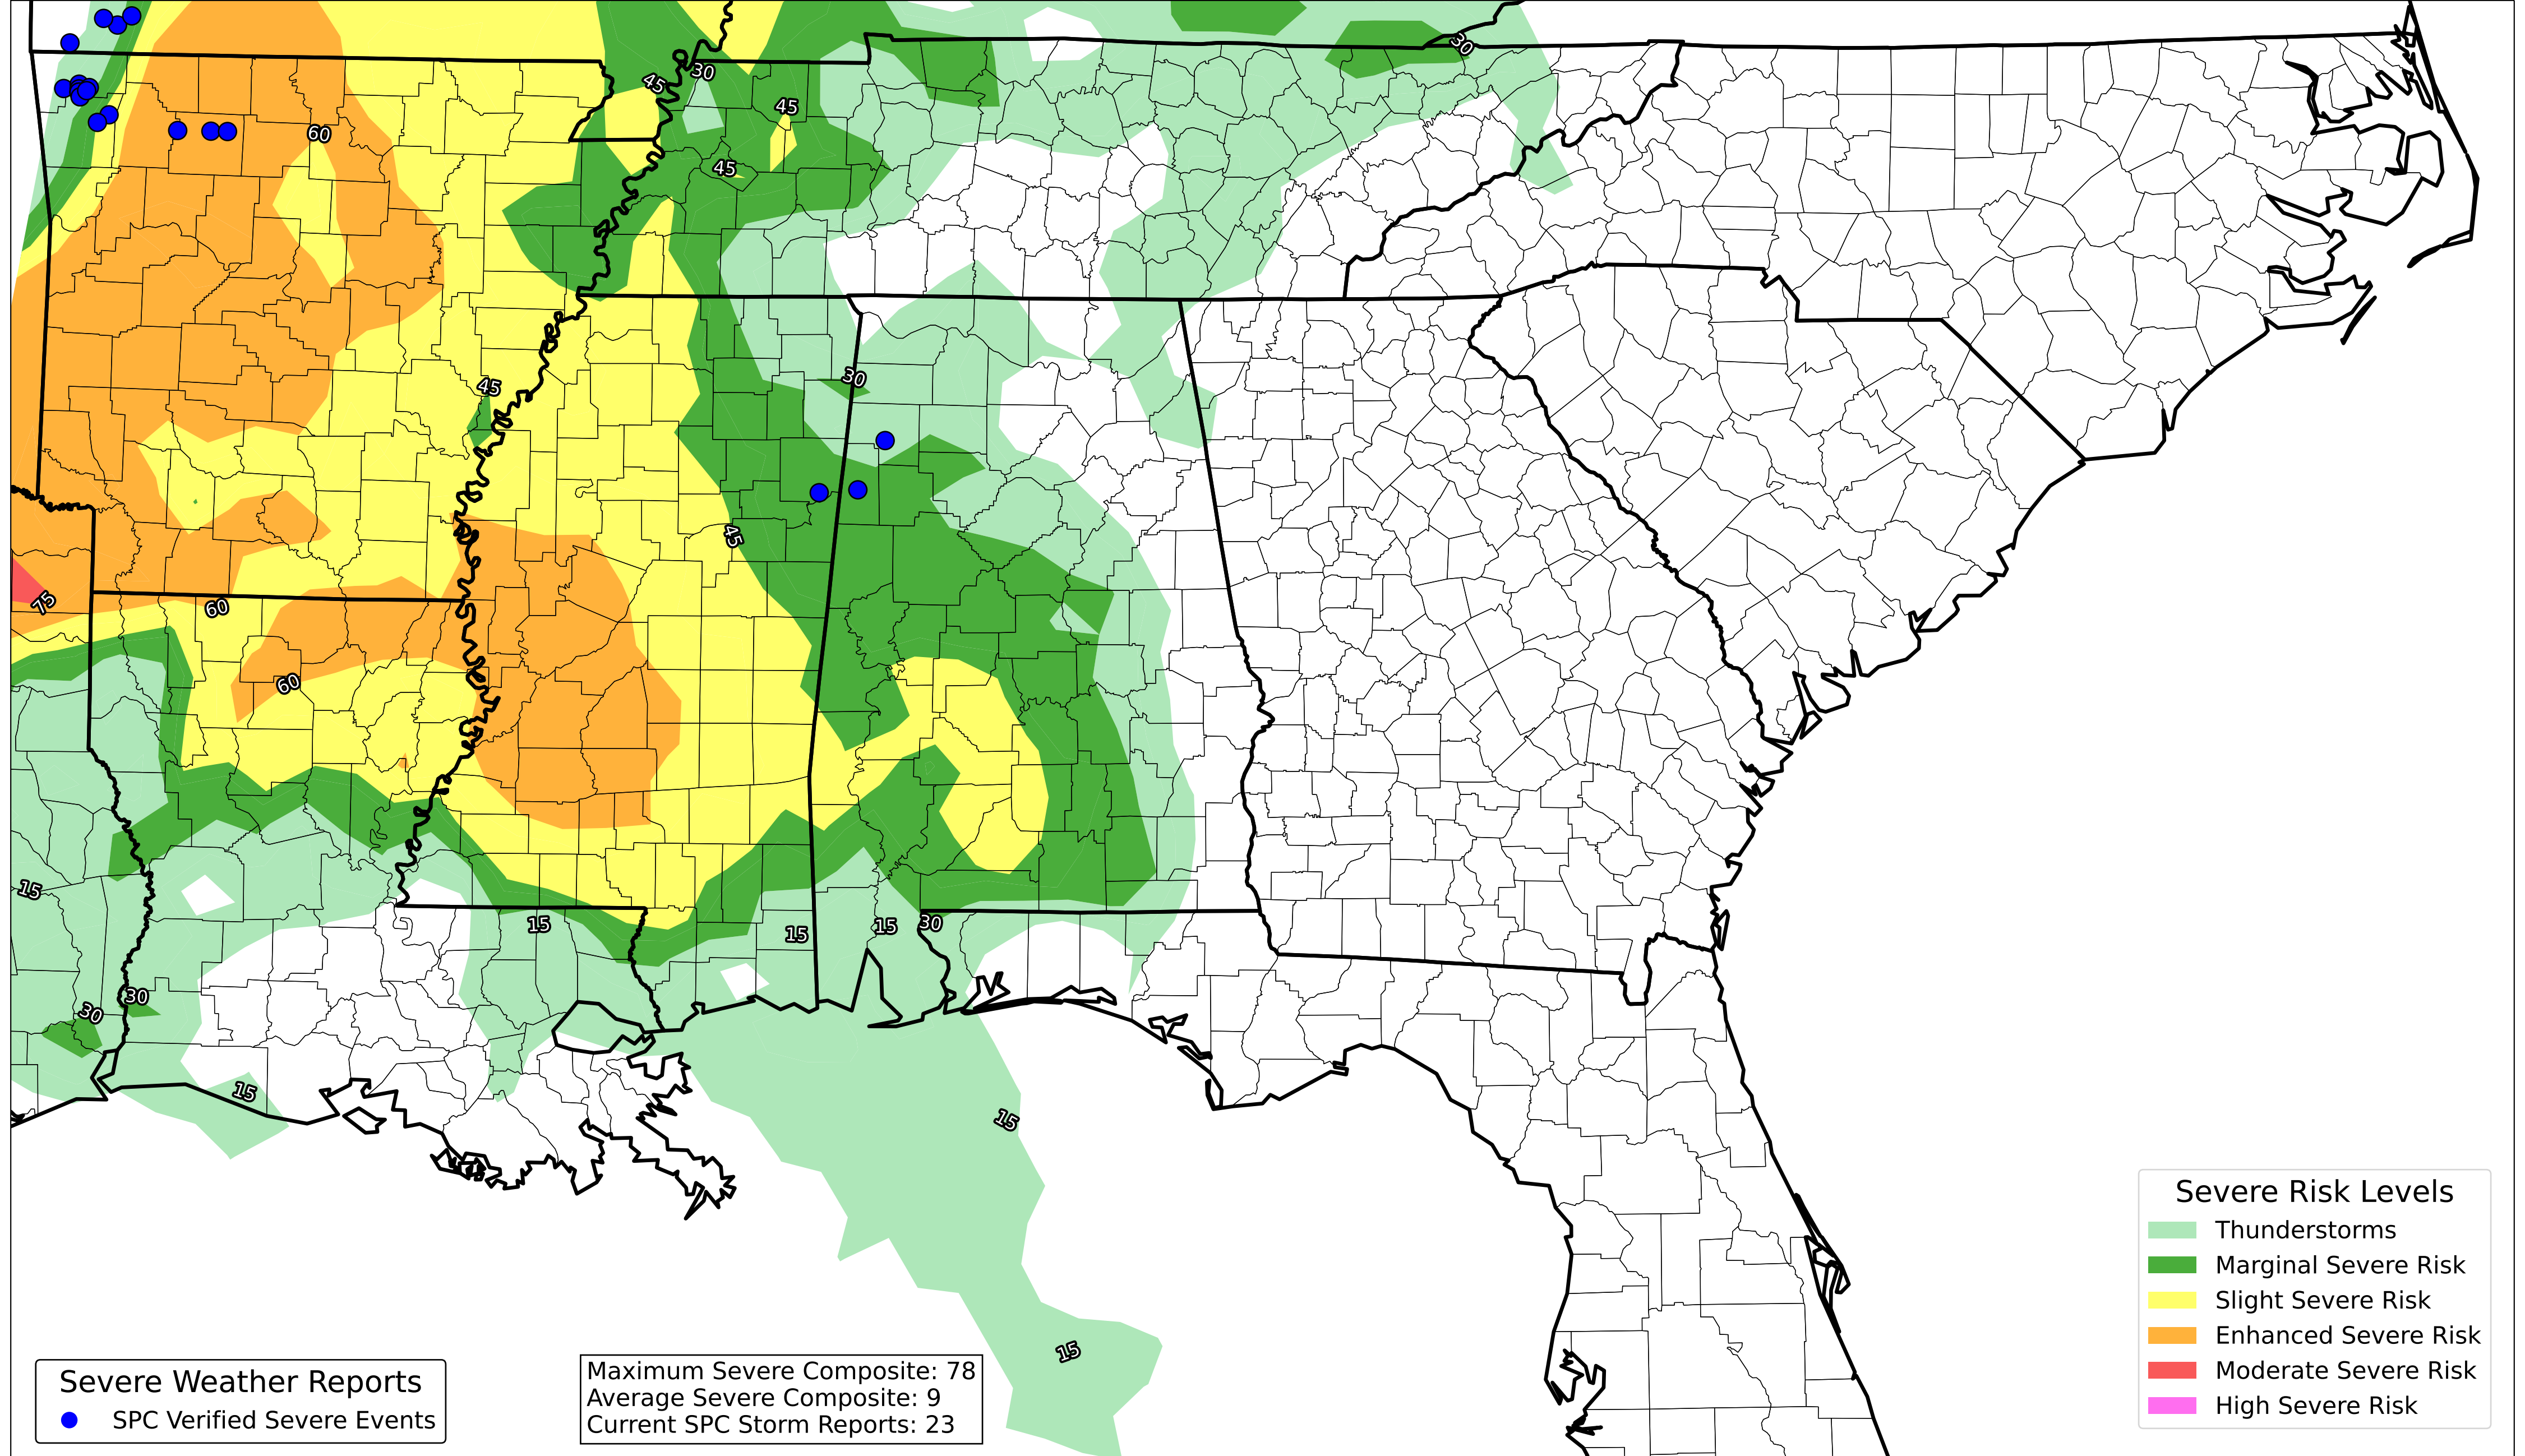 30
45
30
45
60
45
30
45
45
75
60
60
15
15
30
15
15
30
30
15
15
15
Severe Risk Levels
Thunderstorms
Marginal Severe Risk
Slight Severe Risk
Enhanced Severe Risk
Moderate Severe Risk
High Severe Risk
Severe Weather Reports
SPC Verified Severe Events
Maximum Severe Composite: 78
Average Severe Composite: 9
Current SPC Storm Reports: 23